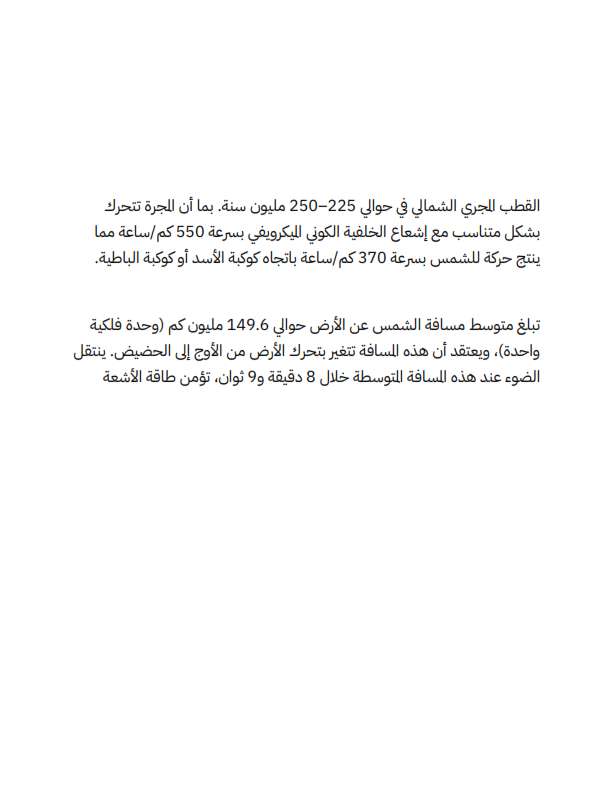 القطب المجري الشمالي في حوالي 225–250 مليون سنة. بما أن المجرة تتحرك
بشكل متناسب مع إشعاع الخلفية الكوني الميكرويفي بسرعة 550 كم/ساعة مما
ينتج حركة للشمس بسرعة 370 كم/ساعة باتجاه كوكبة الأسد أو كوكبة الباطية.
تبلغ متوسط مسافة الشمس عن الأرض حوالي 149.6 مليون كم (وحدة فلكية
واحدة)، ويعتقد أن هذه المسافة تتغير بتحرك الأرض من الأوج إلى الحضيض. ينتقل
الضوء عند هذه المسافة المتوسطة خلال 8 دقيقة و9 ثوان، تؤمن طاقة الأشعة